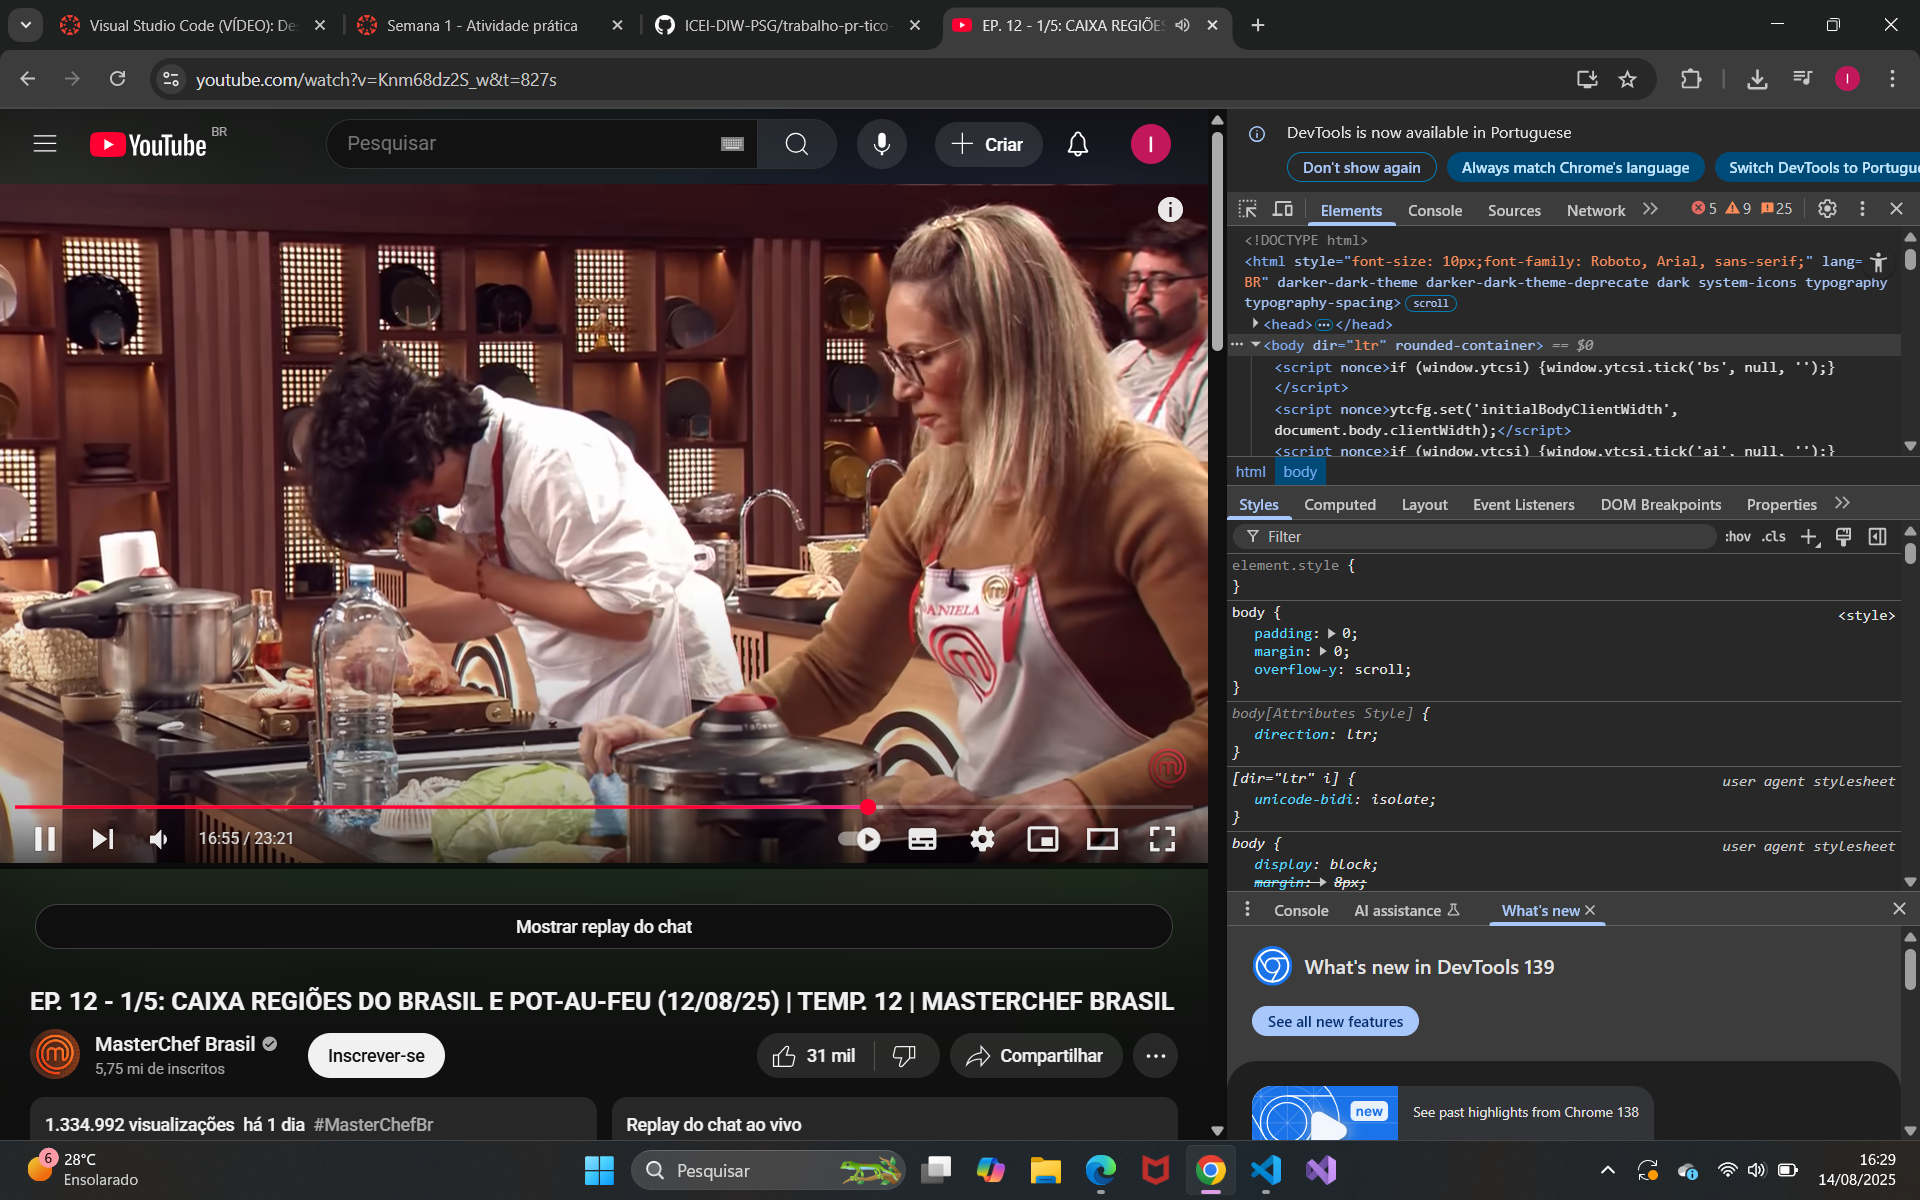 Visual Studio Code (VÍDEO): De
Semana 1 - Atividade prática
ICEI-DIW-PSG/trabalho-pr-tico-
EP. 12 - 1/5: CAIXA REGIÕES
youtube.com/watch?v=Knm68dz2S_w&t=827s
I
YouTube BR
Pesquisar
Criar
I
DANIELA
16:55 / 23:21
Mostrar replay do chat
EP. 12 - 1/5: CAIXA REGIÕES DO BRASIL E POT-AU-FEU (12/08/25) | TEMP. 12 | MASTERCHEF BRASIL
MasterChef Brasil
5,75 mi de inscritos
Inscrever-se
31 mil
Compartilhar
1.334.992 visualizações há 1 dia #MasterChefBr
Replay do chat ao vivo
DevTools is now available in Portuguese
Don't show again
Always match Chrome's language
Switch DevTools to Portugue
Elements Console Sources Network 5 9 25
<!DOCTYPE html>
<html style="font-size: 10px;font-family: Roboto, Arial, sans-serif;" lang=
BR" darker-dark-theme darker-dark-theme-deprecate dark system-icons typography
typography-spacing> scroll
<head> ··· </head>
··· <body dir="ltr" rounded-container> == $0
<script nonce>if (window.ytcsi) {window.ytcsi.tick('bs', null, '');}
</script>
<script nonce>ytcfg.set('initialBodyClientWidth',
document.body.clientWidth);</script>
<script nonce>if (window.ytcsi) {window.ytcsi.tick('ai', null, '');}
html body
Styles Computed Layout Event Listeners DOM Breakpoints Properties
Filter :hov .cls
element.style {
}
body { <style>
padding: 0;
margin: 0;
overflow-y: scroll;
}
body[Attributes Style] {
direction: ltr;
}
[dir="ltr" i] { user agent stylesheet
unicode-bidi: isolate;
}
body { user agent stylesheet
display: block;
margin: 8px;
Console AI assistance What's new
What's new in DevTools 139
See all new features
new
See past highlights from Chrome 138
6
28°C
Ensolarado
Pesquisar
16:29
14/08/2025